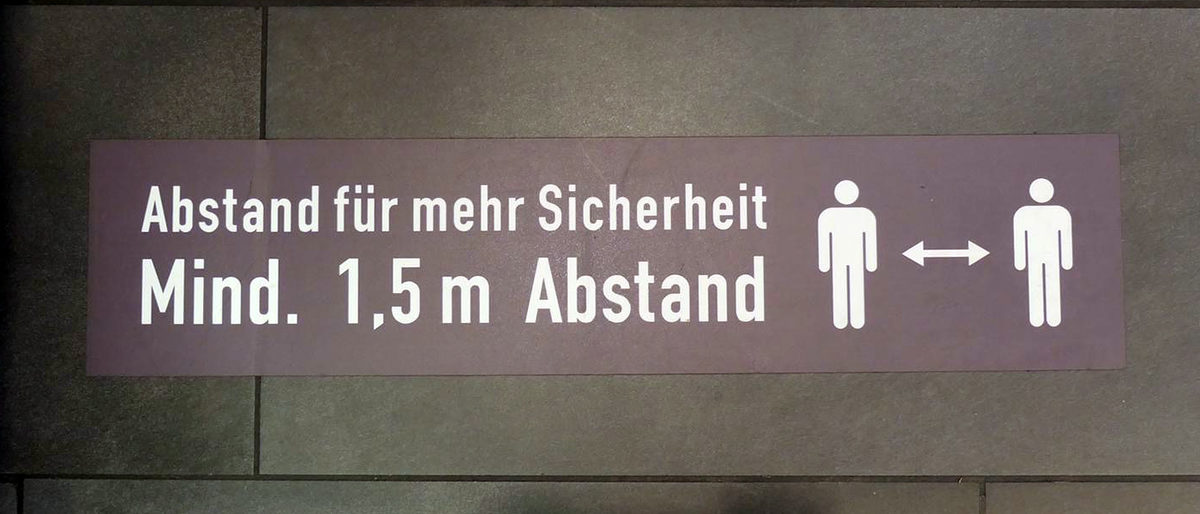 Abstand für mehr Sicherheit
Mind. 1,5 m Abstand